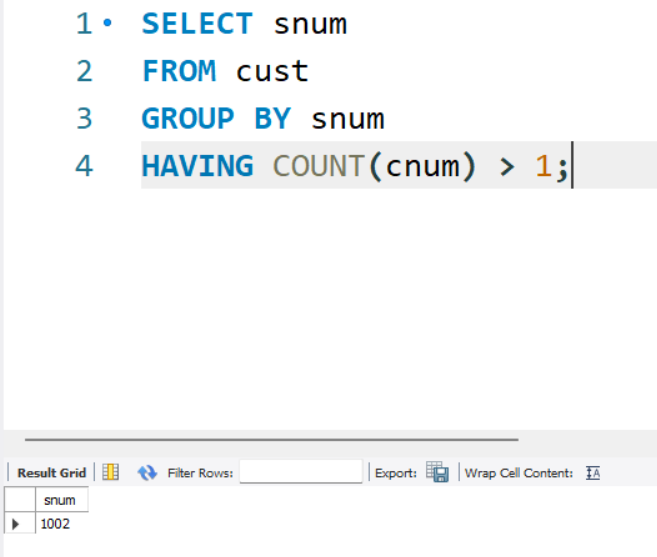 1 SELECT snum
2 FROM cust
3 GROUP BY snum
4 HAVING COUNT(cnum) > 1;
Result Grid Filter Rows: Export: Wrap Cell Content: IA
snum
1002